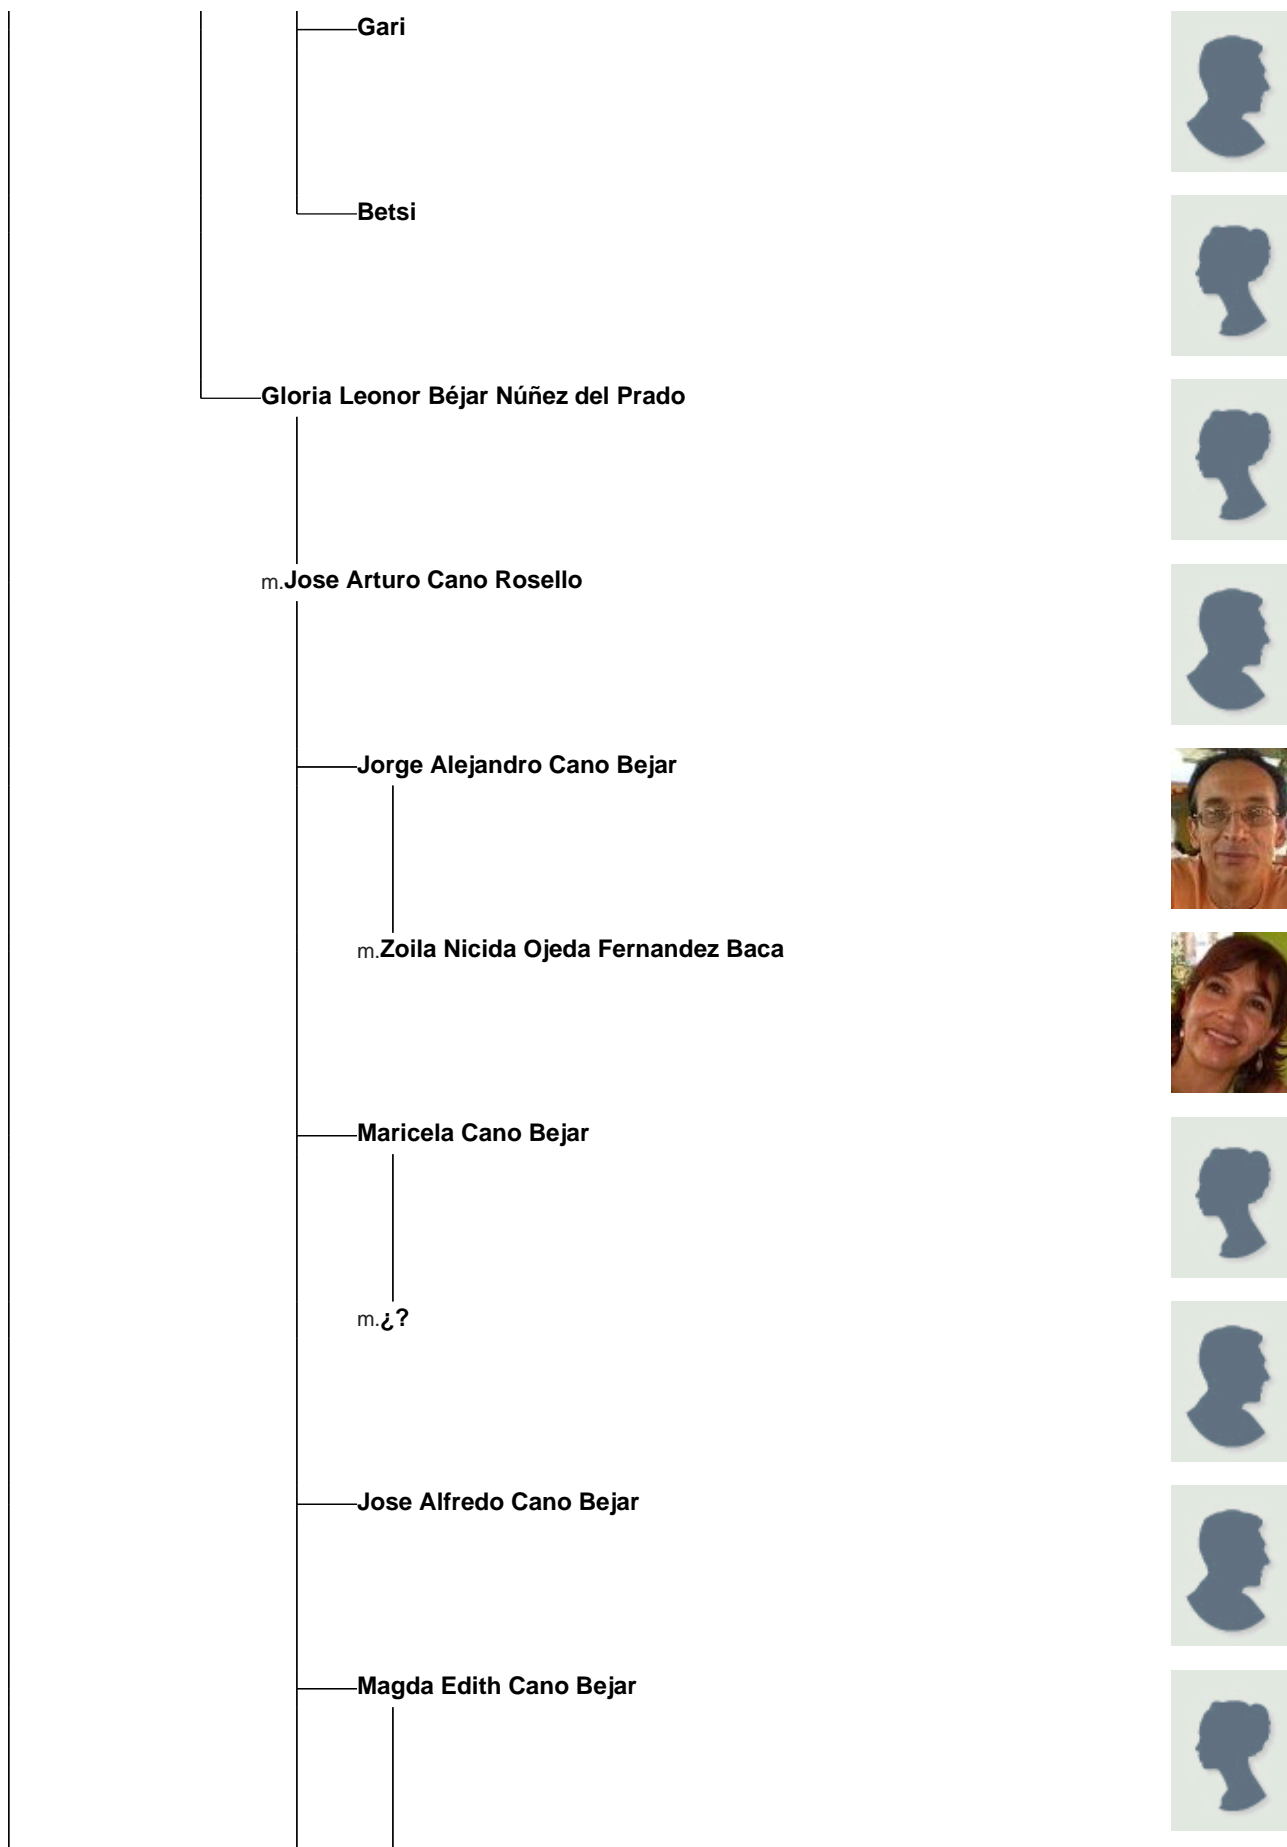 Gari
Betsi
Gloria Leonor Béjar Núñez del Prado
m.Jose Arturo Cano Rosello
Jorge Alejandro Cano Bejar
m.Zoila Nicida Ojeda Fernandez Baca
Maricela Cano Bejar
m.¿?
Jose Alfredo Cano Bejar
Magda Edith Cano Bejar